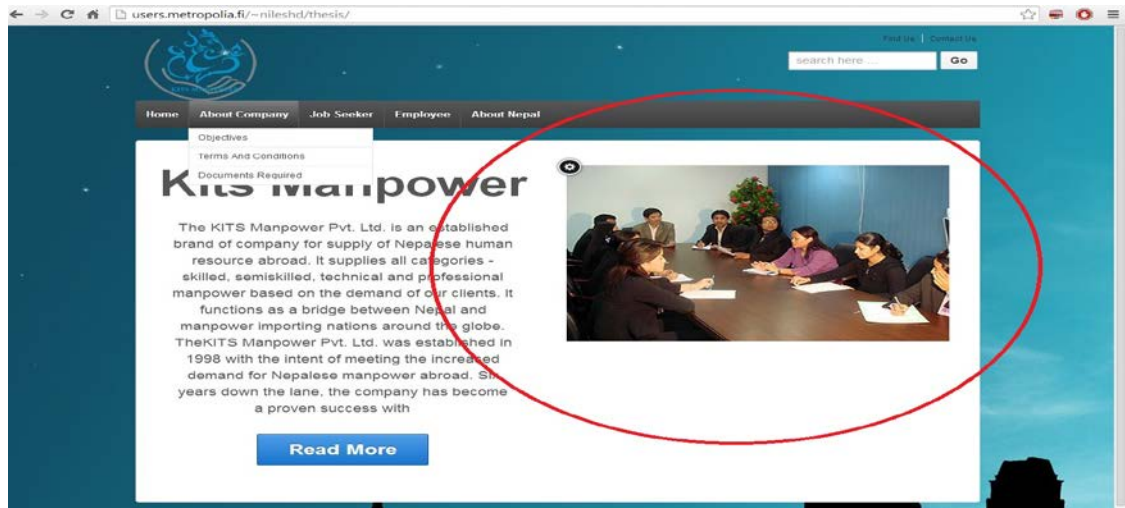 users.metropolia.fi/~nileshd/thesis/
Find Us | Contact Us
search here ...
Go
Home About Company Job Seeker Employee About Nepal
Objectives
Terms And Conditions
Documents Required
Kits Manpower
The KITS Manpower Pvt. Ltd. is an established
brand of company for supply of Nepalese human
resource abroad. It supplies all categories -
skilled, semiskilled, technical and professional
manpower based on the demand of our clients. It
functions as a bridge between Nepal and
manpower importing nations around the globe.
TheKITS Manpower Pvt. Ltd. was established in
1998 with the intent of meeting the increased
demand for Nepalese manpower abroad. Six
years down the lane, the company has become
a proven success with
Read More